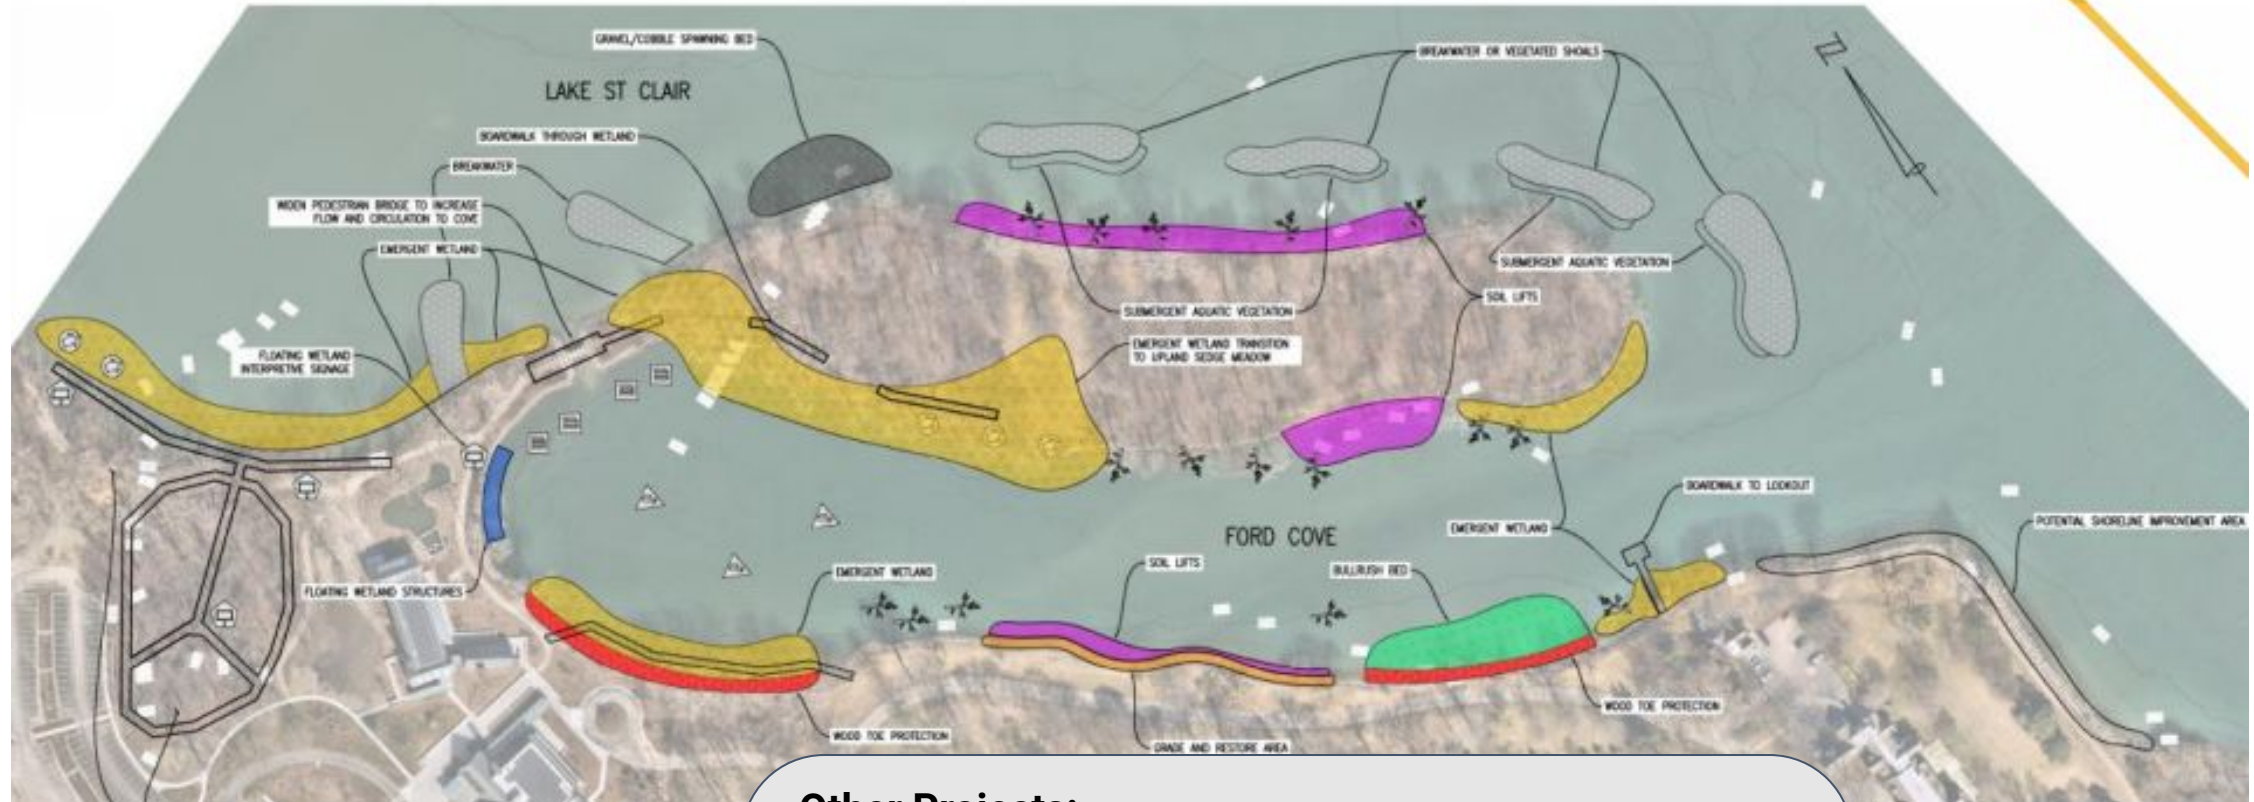 GRAVEL/COBBLE SPAWNING BED
BREAKWATER OR VEGETATED SHOALS
LAKE ST CLAIR
BOARDWALK THROUGH WETLAND
BREAKWATER
WIDEN PEDESTRIAN BRIDGE TO INCREASE
FLOW AND CIRCULATION TO COVE
EMERGENT WETLAND
SUBMERGENT AQUATIC VEGETATION
SOIL LIFTS
SUBMERGENT AQUATIC VEGETATION
EMERGENT WETLAND TRANSITION
TO UPLAND SEDGE MEADOW
FLOATING WETLAND
INTERPRETIVE SIGNAGE
BOARDWALK TO LOOKOUT
EMERGENT WETLAND
POTENTIAL SHORELINE IMPROVEMENT AREA
FORD COVE
SOIL LIFTS
BULLRUSH BED
EMERGENT WETLAND
FLOATING WETLAND STRUCTURES
WOOD TOE PROTECTION
WOOD TOE PROTECTION
GRADE AND RESTORE AREA
Other Projects: